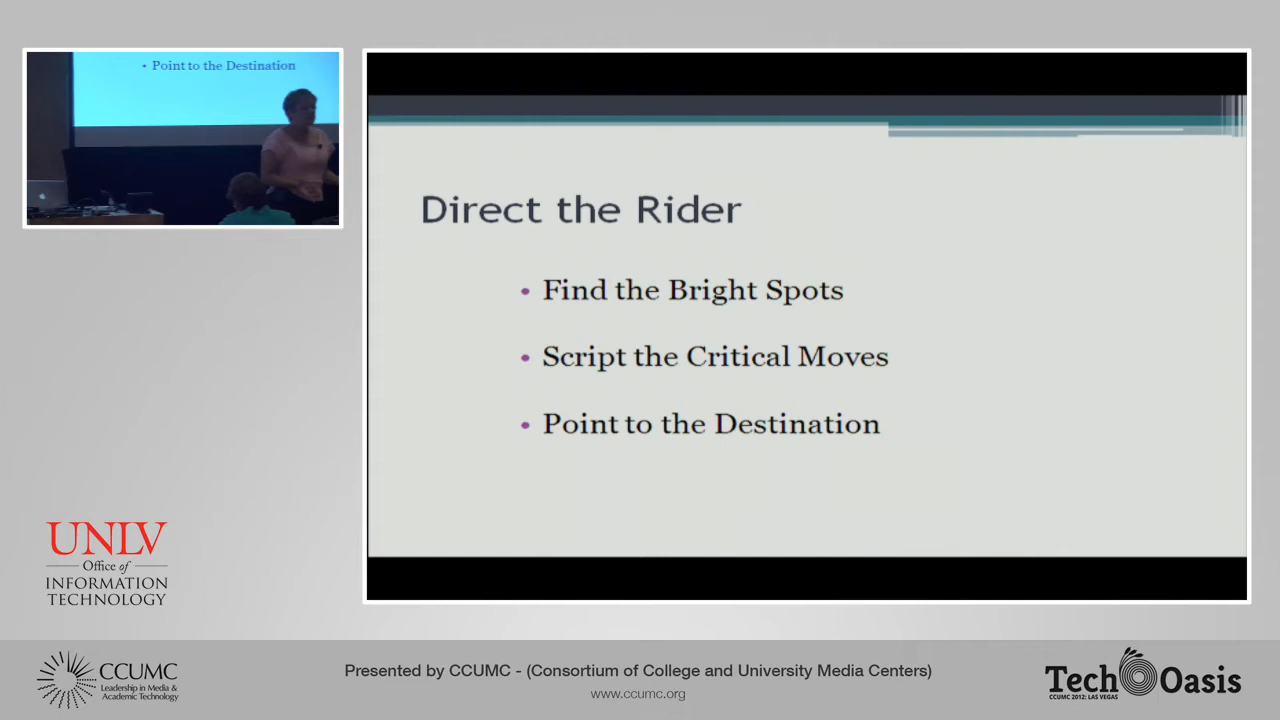 • Point to the Destination
Direct the Rider
• Find the Bright Spots
• Script the Critical Moves
• Point to the Destination
UNLV
Office of
INFORMATION
TECHNOLOGY
CCUMC
Leadership in Media &
Academic Technology
Presented by CCUMC - (Consortium of College and University Media Centers)
www.ccumc.org
Tech Oasis
CCUMC 2012: LAS VEGAS